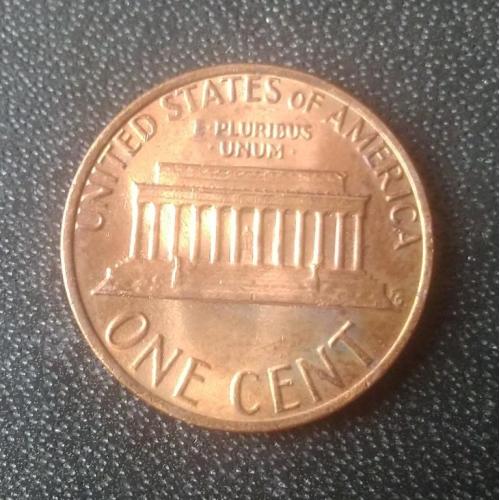 UNITED STATES OF AMERICA
E·PLURIBUS
UNUM·
ONE CENT